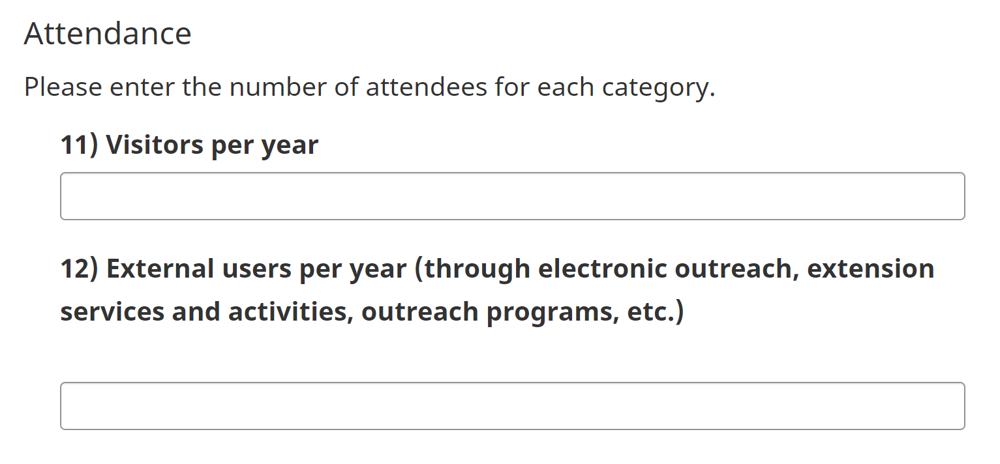 Attendance
Please enter the number of attendees for each category.
11) Visitors per year
12) External users per year (through electronic outreach, extension
services and activities, outreach programs, etc.)